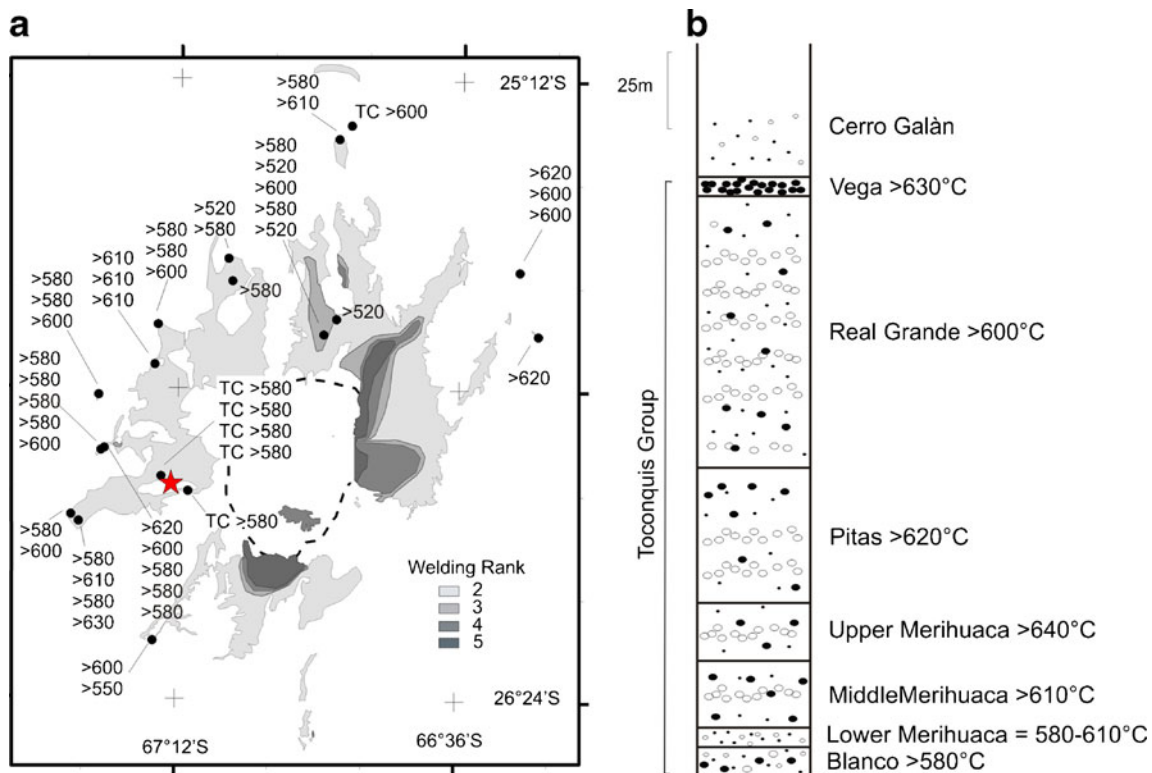 a
b
25°12'S
>580
>610
TC >600
>580
>520
>600
>580
>520
>620
>600
>600
>520
>580
>580
>580
>600
>580
>610
>610
>610
>580
>580
>600
>520
>620
>580
>580
>580
>580
>600
TC >580
TC >580
TC >580
TC >580
TC >580
>580
>600
>580
>610
>580
>630
>620
>600
>580
>580
>580
>600
>550
Welding Rank
2
3
4
5
26°24'S
67°12'S
66°36'S
25m
Cerro Galàn
Vega >630°C
Real Grande >600°C
Pitas >620°C
Upper Merihuaca >640°C
MiddleMerihuaca >610°C
Lower Merihuaca = 580-610°C
Blanco >580°C
Toconquis Group